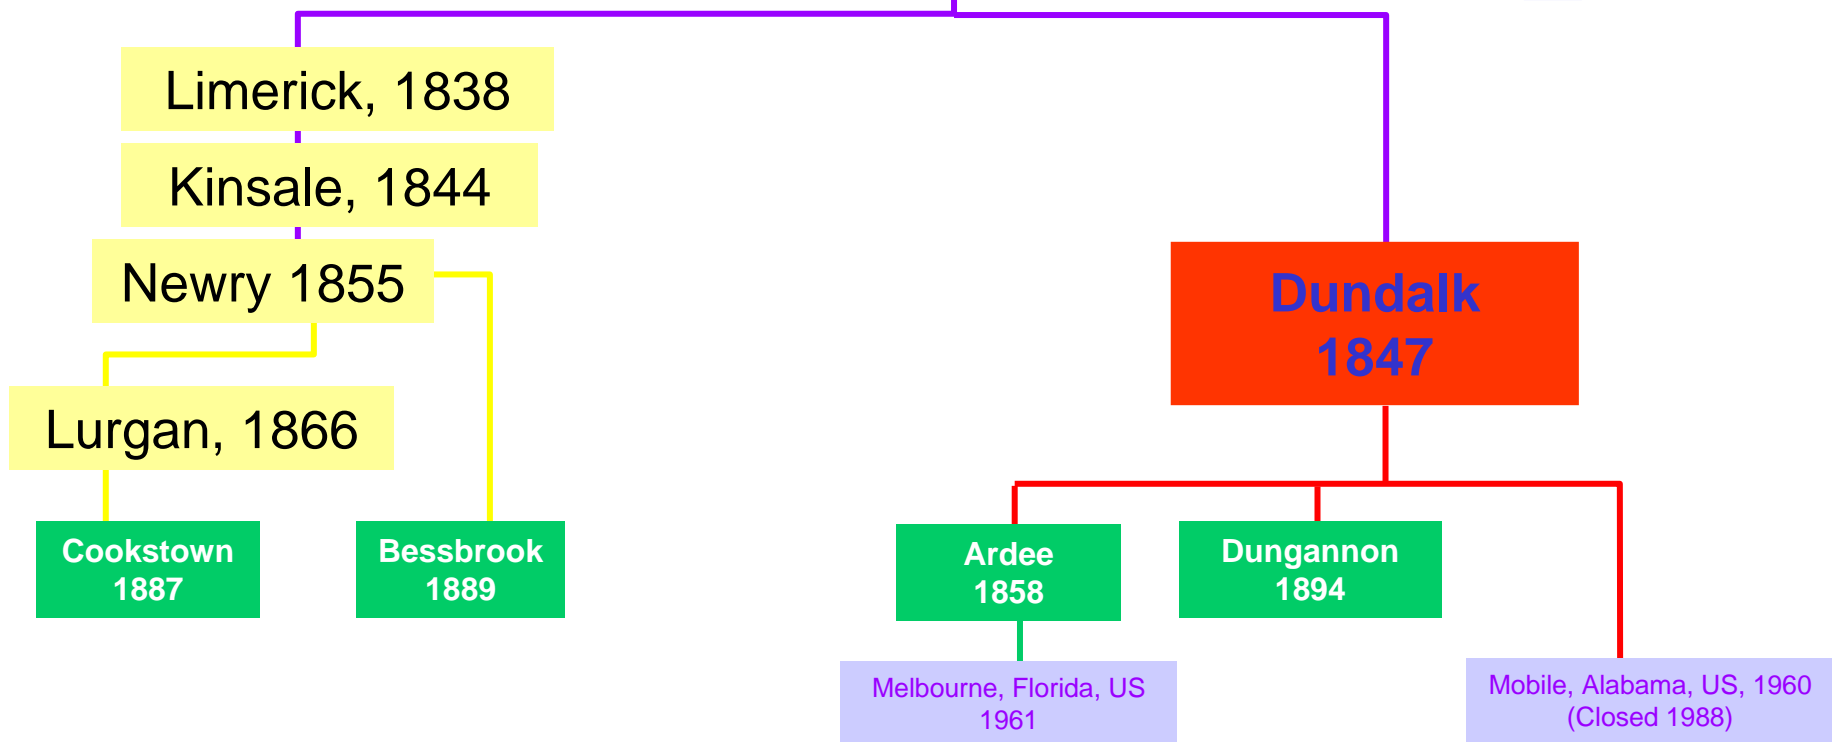 Limerick, 1838
Kinsale, 1844
Newry 1855
Lurgan, 1866
Cookstown
1887
Bessbrook
1889
Dundalk
1847
Ardee
1858
Dungannon
1894
Melbourne, Florida, US
1961
Mobile, Alabama, US, 1960
(Closed 1988)